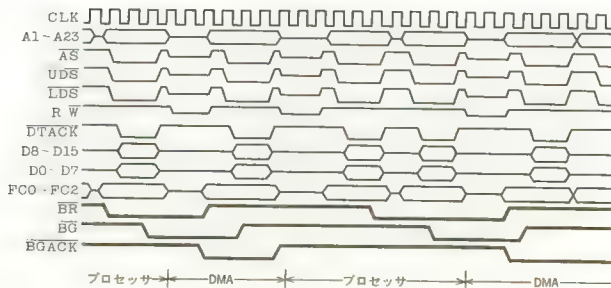 CLK
A1~A23
AS
UDS
LDS
R W
DTACK
D8~D15
D0-D7
FC0・FC2
BR
BG
BGACK
プロセッサ DMA プロセッサ DMA